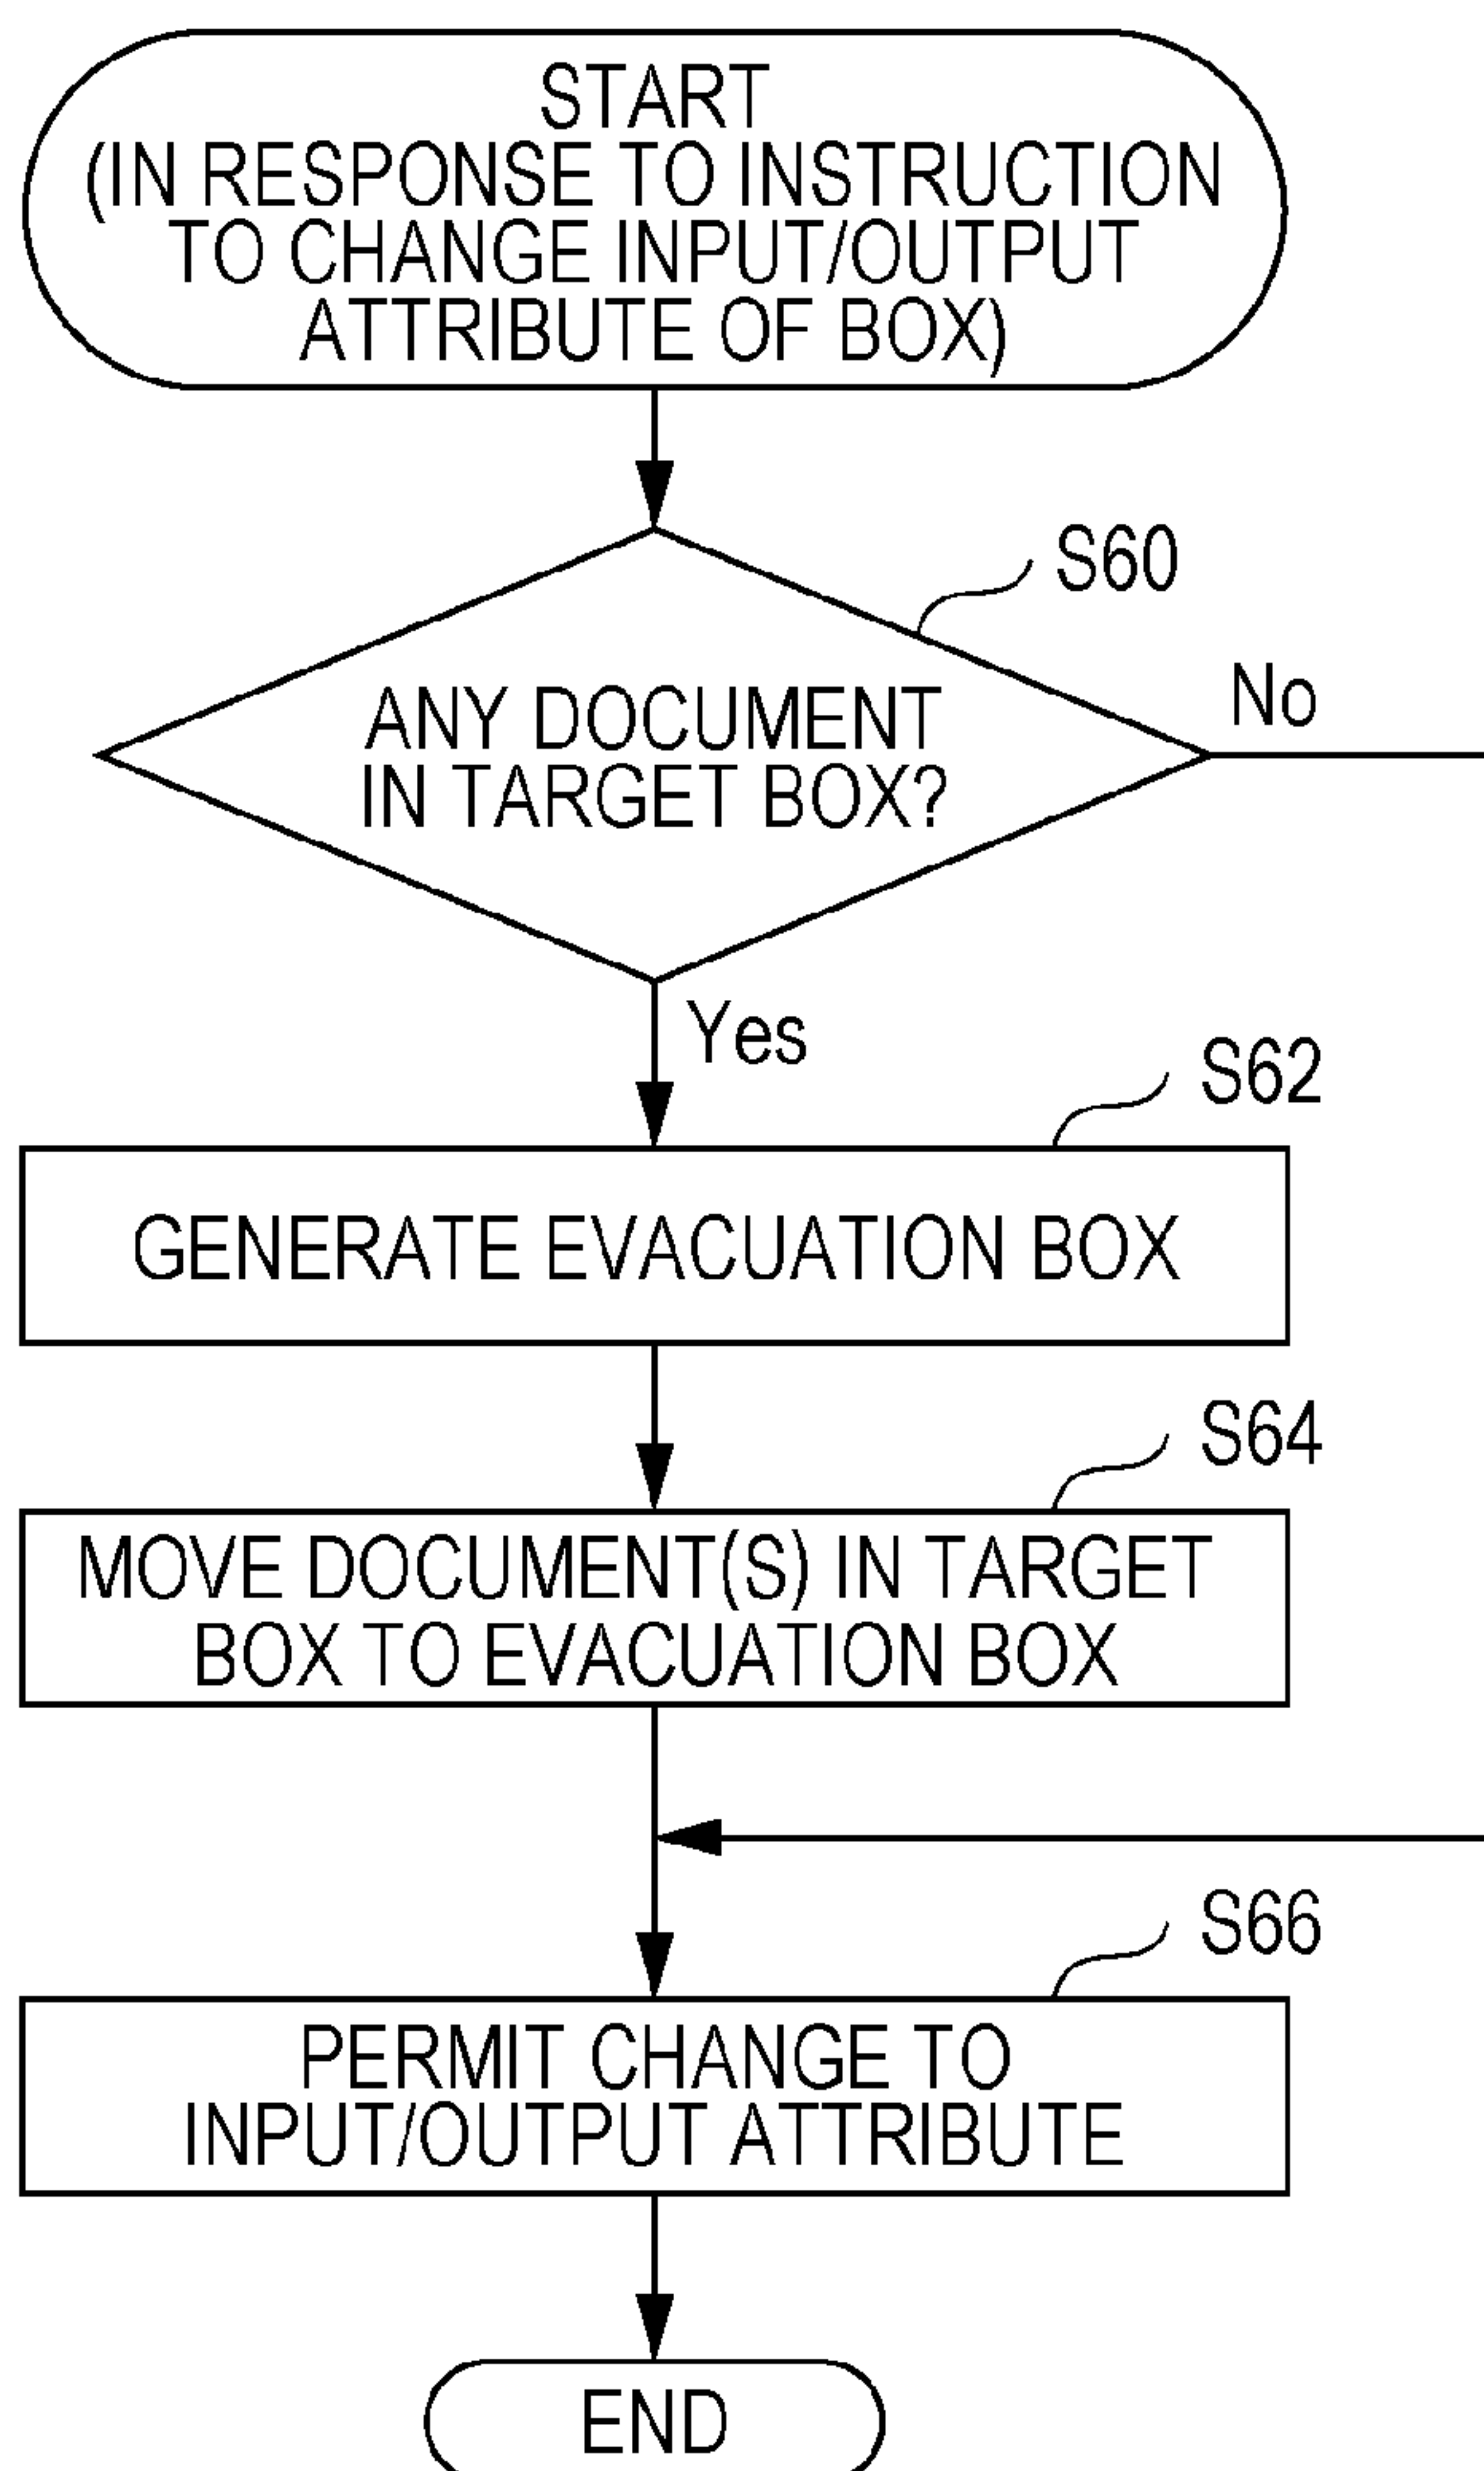 START
(IN RESPONSE TO INSTRUCTION
TO CHANGE INPUT/OUTPUT
ATTRIBUTE OF BOX)
S60
ANY DOCUMENT
IN TARGET BOX?
No
Yes
S62
GENERATE EVACUATION BOX
S64
MOVE DOCUMENT(S) IN TARGET
BOX TO EVACUATION BOX
S66
PERMIT CHANGE TO
INPUT/OUTPUT ATTRIBUTE
END